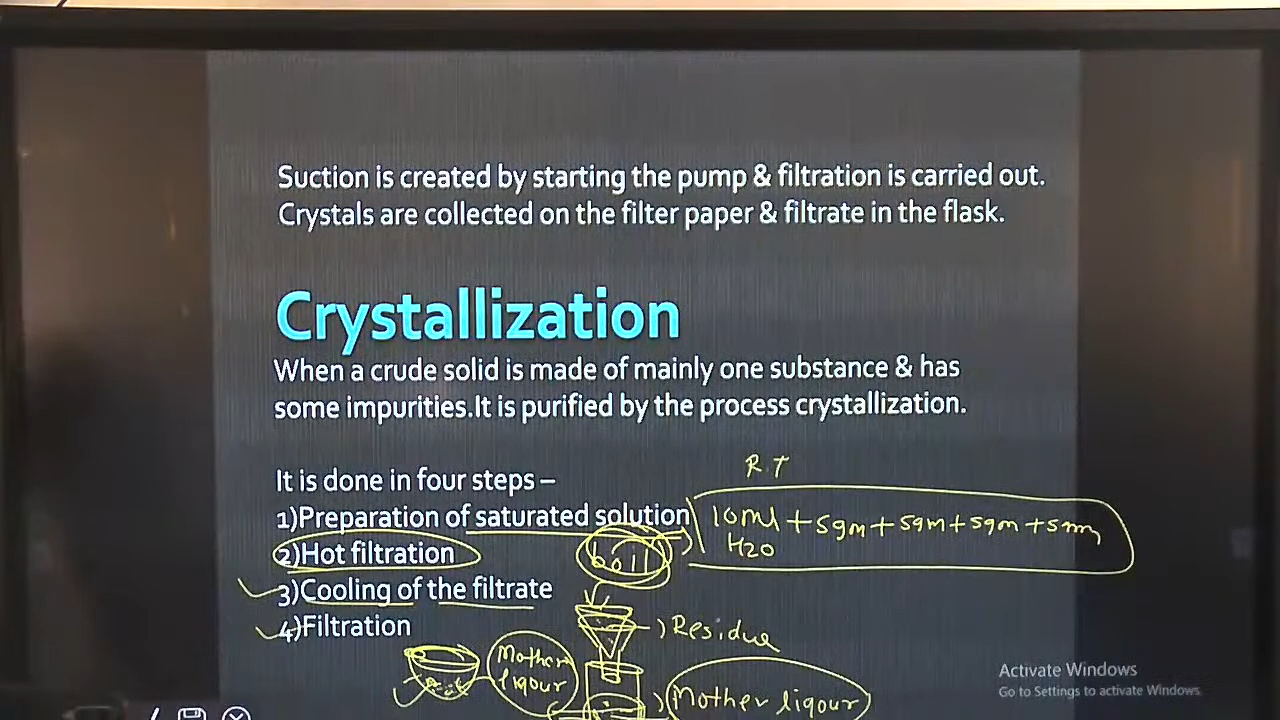 Suction is created by starting the pump & filtration is carried out.
Crystals are collected on the filter paper & filtrate in the flask.
Crystallization
When a crude solid is made of mainly one substance & has
some impurities.It is purified by the process crystallization.
It is done in four steps –
R.T
1)Preparation of saturated solution
10ml + 5gm + 5gm + 5gm + 5gm
H2O
2)Hot filtration
boil
3)Cooling of the filtrate
4)Filtration
Residue
Mother
liqour
Mother liqour
Activate Windows
Go to Settings to activate Windows.